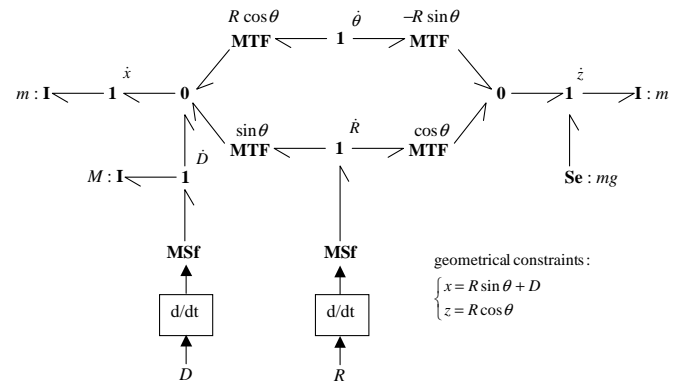 R cos θ θ̇ −R sin θ
MTF 1 MTF
ẋ ż
m : I 1 0 0 1 I : m
sin θ Ṙ cos θ
MTF 1 MTF
Ḋ
M : I 1 Se : mg
MSf MSf
geometrical constraints :
d/dt d/dt { x = R sin θ + D
z = R cos θ
D R